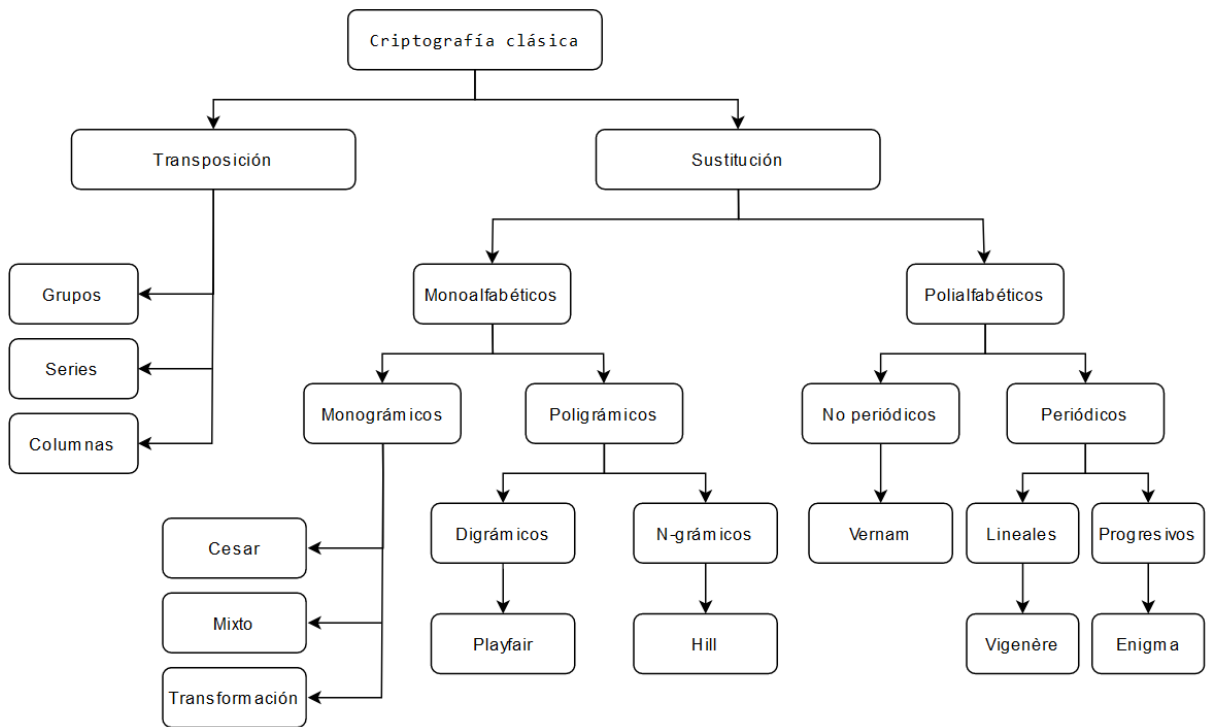 Criptografía clásica
Transposición
Sustitución
Grupos
Series
Columnas
Monoalfabéticos
Polialfabéticos
Monográmicos
Poligrámicos
No periódicos
Periódicos
Cesar
Mixto
Transformación
Digrámicos
N-grámicos
Vernam
Lineales
Progresivos
Playfair
Hill
Vigenère
Enigma